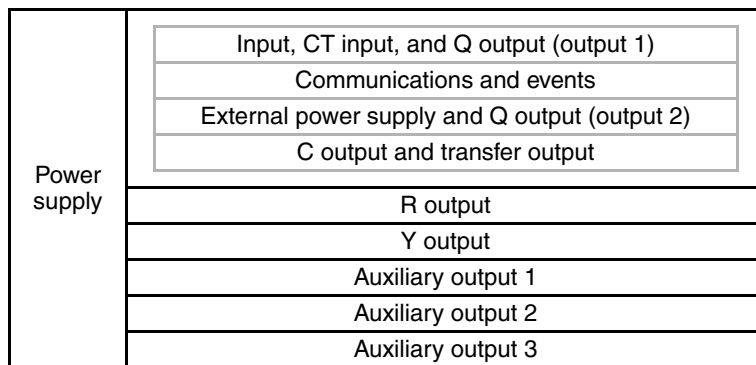 Power
supply
Input, CT input, and Q output (output 1)
Communications and events
External power supply and Q output (output 2)
C output and transfer output
R output
Y output
Auxiliary output 1
Auxiliary output 2
Auxiliary output 3